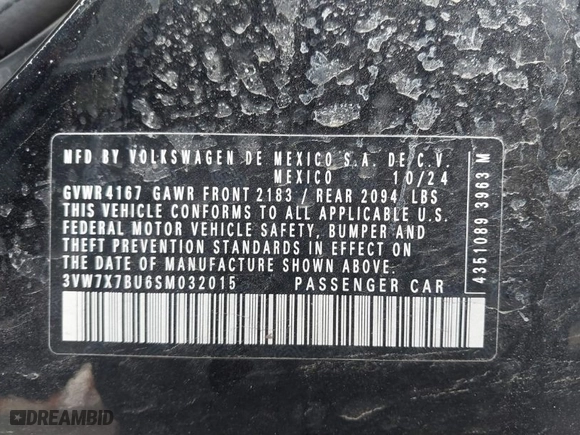 MFD BY VOLKSWAGEN DE MEXICO S.A. DE C.V.
MEXICO 10/24
GVWR 4167 GAWR FRONT 2183 / REAR 2094 LBS
THIS VEHICLE CONFORMS TO ALL APPLICABLE U.S.
FEDERAL MOTOR VEHICLE SAFETY, BUMPER AND
THEFT PREVENTION STANDARDS IN EFFECT ON
THE DATE OF MANUFACTURE SHOWN ABOVE.
3VW7X7BU6SM032015 PASSENGER CAR
4351089 3963 M
DREAMBID